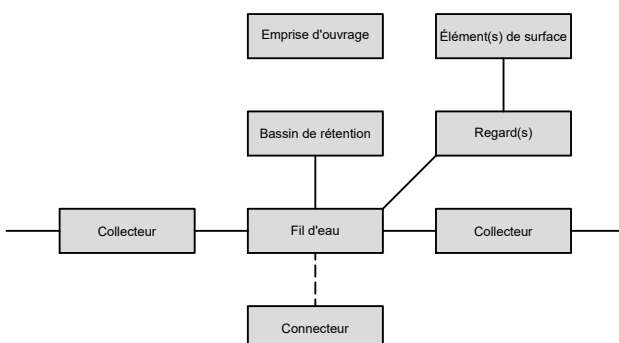 Emprise d'ouvrage
Élément(s) de surface
Bassin de rétention
Regard(s)
Collecteur
Fil d'eau
Collecteur
Connecteur